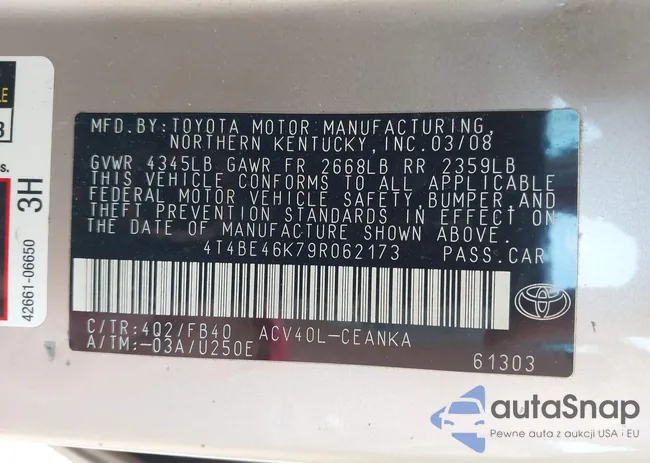 MFD.BY: TOYOTA MOTOR MANUFACTURING,
NORTHERN KENTUCKY, INC. 03/08
GVWR 4345LB GAWR FR 2668LB RR 2359LB
THIS VEHICLE CONFORMS TO ALL APPLICABLE
FEDERAL MOTOR VEHICLE SAFETY, BUMPER, AND
THEFT PREVENTION STANDARDS IN EFFECT ON
THE DATE OF MANUFACTURE SHOWN ABOVE.
4T4BE46K79R062173 PASS.CAR
C/TR: 4Q2/FB40 ACV40L-CEANKA
A/TM: -03A/U250E
61303
42661-06650
3H
autoSnap
Pewne auta z aukcji USA i EU